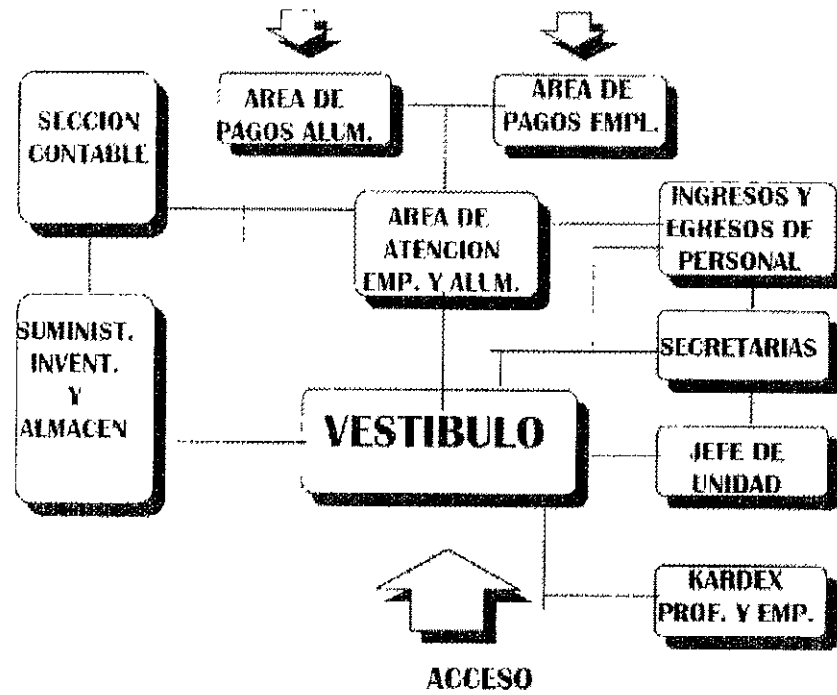 AREA DE
PAGOS ALUM.
AREA DE
PAGOS EMPL.
SECCION
CONTABLE
AREA DE
ATENCION
EMP. Y ALUM.
INGRESOS Y
EGRESOS DE
PERSONAL
SUMINIST.
INVENT.
Y
ALMACEN
SECRETARIAS
VESTIBULO
JEFE DE
UNIDAD
KARDEX
PROF. Y EMP.
ACCESO